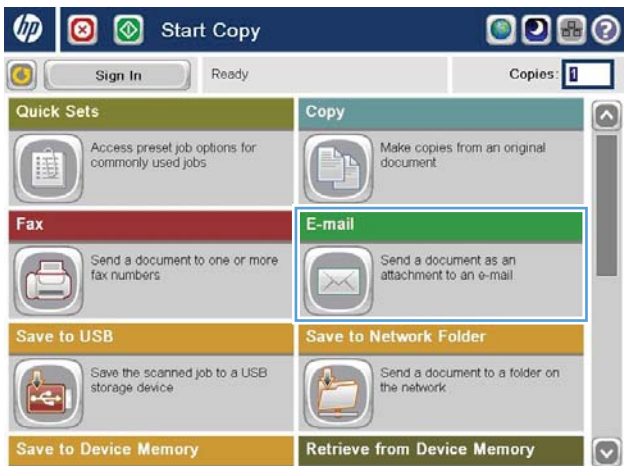 hp
Start Copy
?
Sign In
Ready
Copies: 1
Quick Sets
Access preset job options for
commonly used jobs
Copy
Make copies from an original
document
Fax
Send a document to one or more
fax numbers
E-mail
Send a document as an
attachment to an e-mail
Save to USB
Save the scanned job to a USB
storage device
Save to Network Folder
Send a document to a folder on
the network
Save to Device Memory
Retrieve from Device Memory